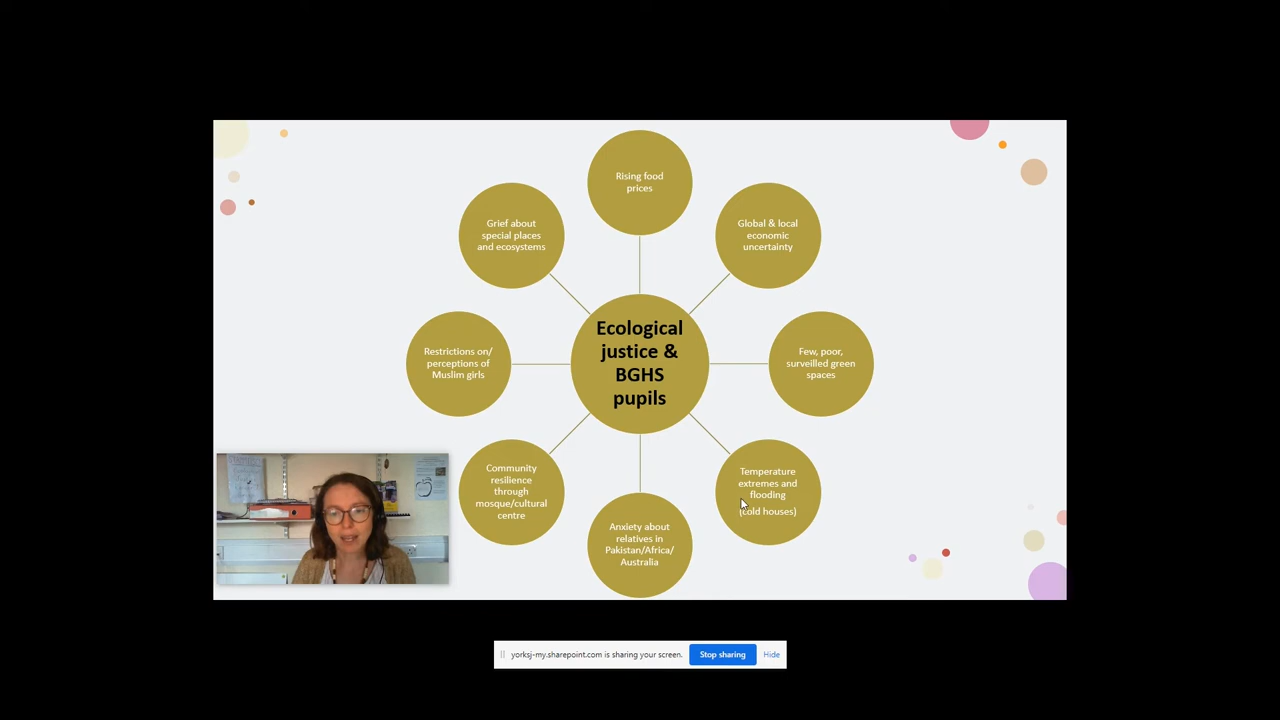 Rising food
prices
Grief about
special places
and ecosystems
Global & local
economic
uncertainty
Ecological
justice &
BGHS
pupils
Restrictions on/
perceptions of
Muslim girls
Few, poor,
surveilled green
spaces
Community
resilience
through
mosque/cultural
centre
Temperature
extremes and
flooding
(cold houses)
Anxiety about
relatives in
Pakistan/Africa/
Australia
yorksj-my.sharepoint.com is sharing your screen.
Stop sharing
Hide